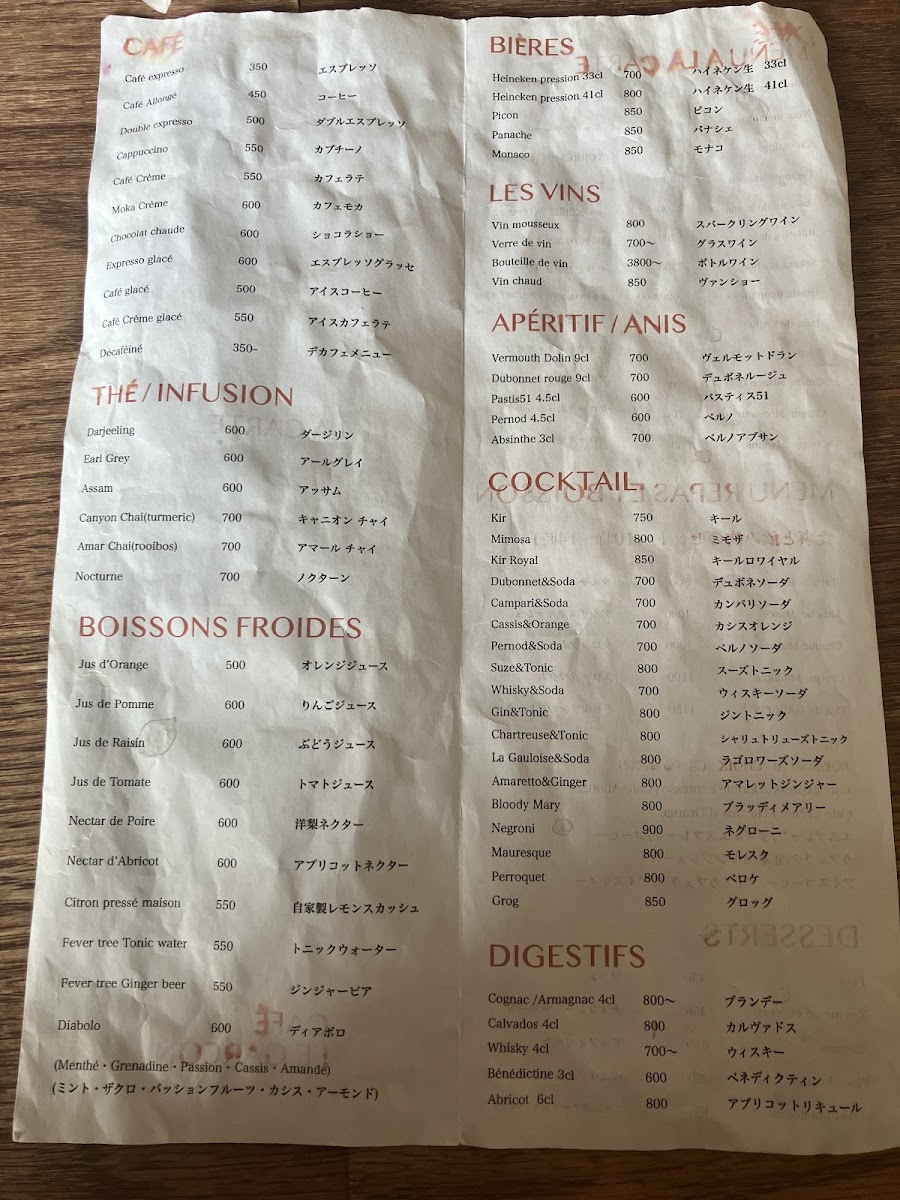 CAFÉ
Café expresso 350 エスプレッソ
Café Allongé 450 コーヒー
Double expresso 500 ダブルエスプレッソ
Cappuccino 550 カプチーノ
Café Crème 550 カフェラテ
Moka Crème 600 カフェモカ
Chocolat chaude 600 ショコラショー
Expresso glacé 600 エスプレッソグラッセ
Café glacé 500 アイスコーヒー
Café Crème glacé 550 アイスカフェラテ
Décaféiné 350- デカフェメニュー
THÉ / INFUSION
Darjeeling 600 ダージリン
Earl Grey 600 アールグレイ
Assam 600 アッサム
Canyon Chai(turmeric) 700 キャニオン チャイ
Amar Chai(rooibos) 700 アマール チャイ
Nocturne 700 ノクターン
BOISSONS FROIDES
Jus d'Orange 500 オレンジジュース
Jus de Pomme 600 りんごジュース
Jus de Raisín 600 ぶどうジュース
Jus de Tomate 600 トマトジュース
Nectar de Poire 600 洋梨ネクター
Nectar d'Abricot 600 アプリコットネクター
Citron pressé maison 550 自家製レモンスカッシュ
Fever tree Tonic water 550 トニックウォーター
Fever tree Ginger beer 550 ジンジャービア
Diabolo 600 ディアボロ
(Menthé・Grenadine・Passion・Cassis・Amandé)
(ミント・ザクロ・パッションフルーツ・カシス・アーモンド)
BIÈRES
Heineken pression 33cl 700 ハイネケン生 33cl
Heineken pression 41cl 800 ハイネケン生 41cl
Picon 850 ピコン
Panache 850 パナシェ
Monaco 850 モナコ
LES VINS
Vin mousseux 800 スパークリングワイン
Verre de vin 700〜 グラスワイン
Bouteille de vin 3800〜 ボトルワイン
Vin chaud 850 ヴァンショー
APÉRITIF / ANIS
Vermouth Dolin 9cl 700 ヴェルモットドラン
Dubonnet rouge 9cl 700 デュボネルージュ
Pastis51 4.5cl 600 パスティス51
Pernod 4.5cl 600 ペルノ
Absinthe 3cl 700 ペルノアブサン
COCKTAIL
Kir 750 キール
Mimosa 800 ミモザ
Kir Royal 850 キールロワイヤル
Dubonnet&Soda 700 デュボネソーダ
Campari&Soda 700 カンパリソーダ
Cassis&Orange 700 カシスオレンジ
Pernod&Soda 700 ペルノソーダ
Suze&Tonic 800 スーズトニック
Whisky&Soda 700 ウィスキーソーダ
Gin&Tonic 800 ジントニック
Chartreuse&Tonic 800 シャリュトリューズトニック
La Gauloise&Soda 800 ラゴロワーズソーダ
Amaretto&Ginger 800 アマレットジンジャー
Bloody Mary 800 ブラッディメアリー
Negroni 900 ネグローニ
Mauresque 800 モレスク
Perroquet 800 ペロケ
Grog 850 グロッグ
DIGESTIFS
Cognac /Armagnac 4cl 800〜 ブランデー
Calvados 4cl 800 カルヴァドス
Whisky 4cl 700〜 ウィスキー
Bénédictine 3cl 600 ベネディクティン
Abricot 6cl 800 アプリコットリキュール